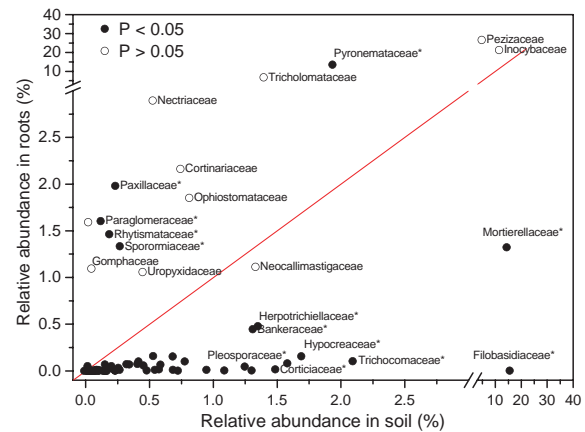 40
30
20
10
2.5
2.0
1.5
1.0
0.5
0.0
Relative abundance in roots (%)
P < 0.05
P > 0.05
Pezizaceae
Inocybaceae
Pyronemataceae*
Tricholomataceae
Nectriaceae
Cortinariaceae
Paxillaceae*
Ophiostomataceae
Paraglomeraceae*
Rhytismataceae*
Sporormiaceae*
Mortierellaceae*
Gomphaceae
Uropyxidaceae
Neocallimastigaceae
Herpotrichiellaceae*
Bankeraceae*
Hypocreaceae*
Pleosporaceae*
Trichocomaceae*
Filobasidiaceae*
Corticiaceae*
0.0 0.5 1.0 1.5 2.0 2.5 10 20 30 40
Relative abundance in soil (%)